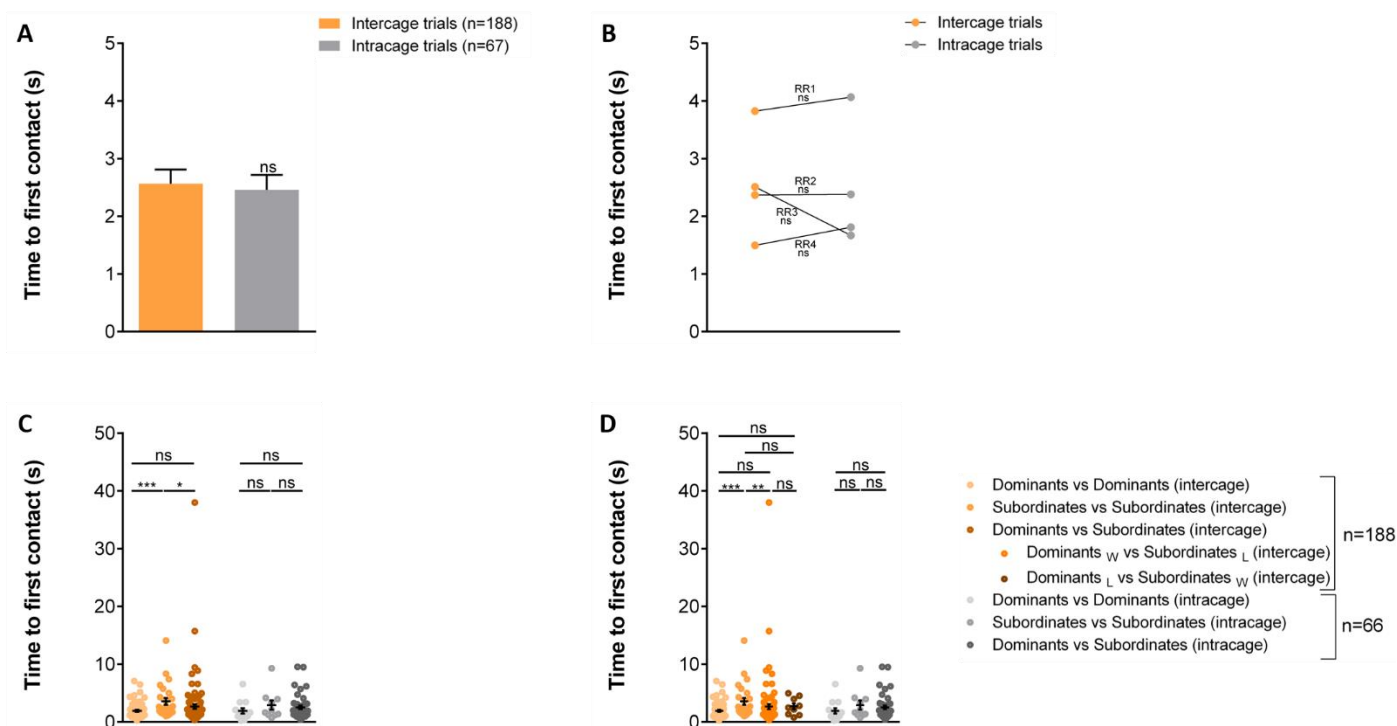 A
Intercage trials (n=188)
Intracage trials (n=67)
Time to first contact (s)
5
4
3
2
1
0
ns
B
Intercage trials
Intracage trials
Time to first contact (s)
5
4
3
2
1
0
RR1
ns
RR2
ns
RR3
ns
RR4
ns
C
Time to first contact (s)
50
40
30
20
10
0
ns
*** *
ns
ns ns
D
Time to first contact (s)
50
40
30
20
10
0
ns
ns
ns
*** ** ns
ns
ns ns
Dominants vs Dominants (intercage)
Subordinates vs Subordinates (intercage)
Dominants vs Subordinates (intercage)
Dominants W vs Subordinates L (intercage)
Dominants L vs Subordinates W (intercage)
Dominants vs Dominants (intracage)
Subordinates vs Subordinates (intracage)
Dominants vs Subordinates (intracage)
n=188
n=66